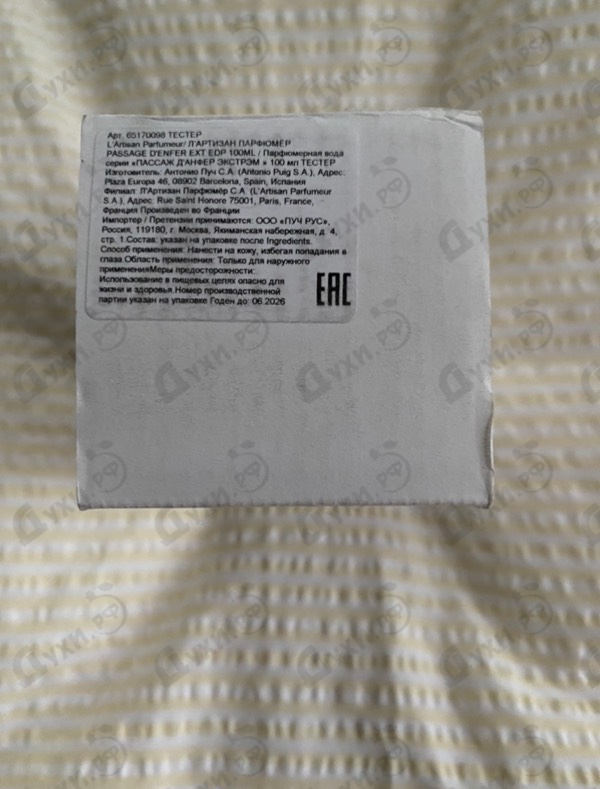 Арт. 65170098 ТЕСТЕР
L'Artisan Parfumeur/ Л'АРТИЗАН ПАРФЮМЕР
PASSAGE D'ENFER EXT EDP 100ML / Парфюмерная вода
серии «ПАССАЖ Д'АНФЕР ЭКСТРЭМ » 100 мл ТЕСТЕР
Изготовитель: Антонио Пуч С.А. (Antonio Puig S.A.), Адрес:
Plaza Europa 46, 08902 Barcelona, Spain, Испания
Филиал: Л'Артизан Парфюмёр С.А. (L'Artisan Parfumeur
S.A.), Адрес: Rue Saint Honore 75001, Paris, France,
Франция Произведен во Франции
Импортер / Претензии принимаются: ООО «ПУЧ РУС»,
Россия, 119180, г. Москва, Якиманская набережная, д. 4,
стр. 1.Состав: указан на упаковке после Ingredients.
Способ применения: Нанести на кожу, избегая попадания в
глаза.Область применения: Только для наружного
примененияМеры предосторожности:
Использование в пищевых целях опасно для
жизни и здоровья.Номер производственной
партии указан на упаковке Годен до: 06.2026
EAC
Духи.РФ